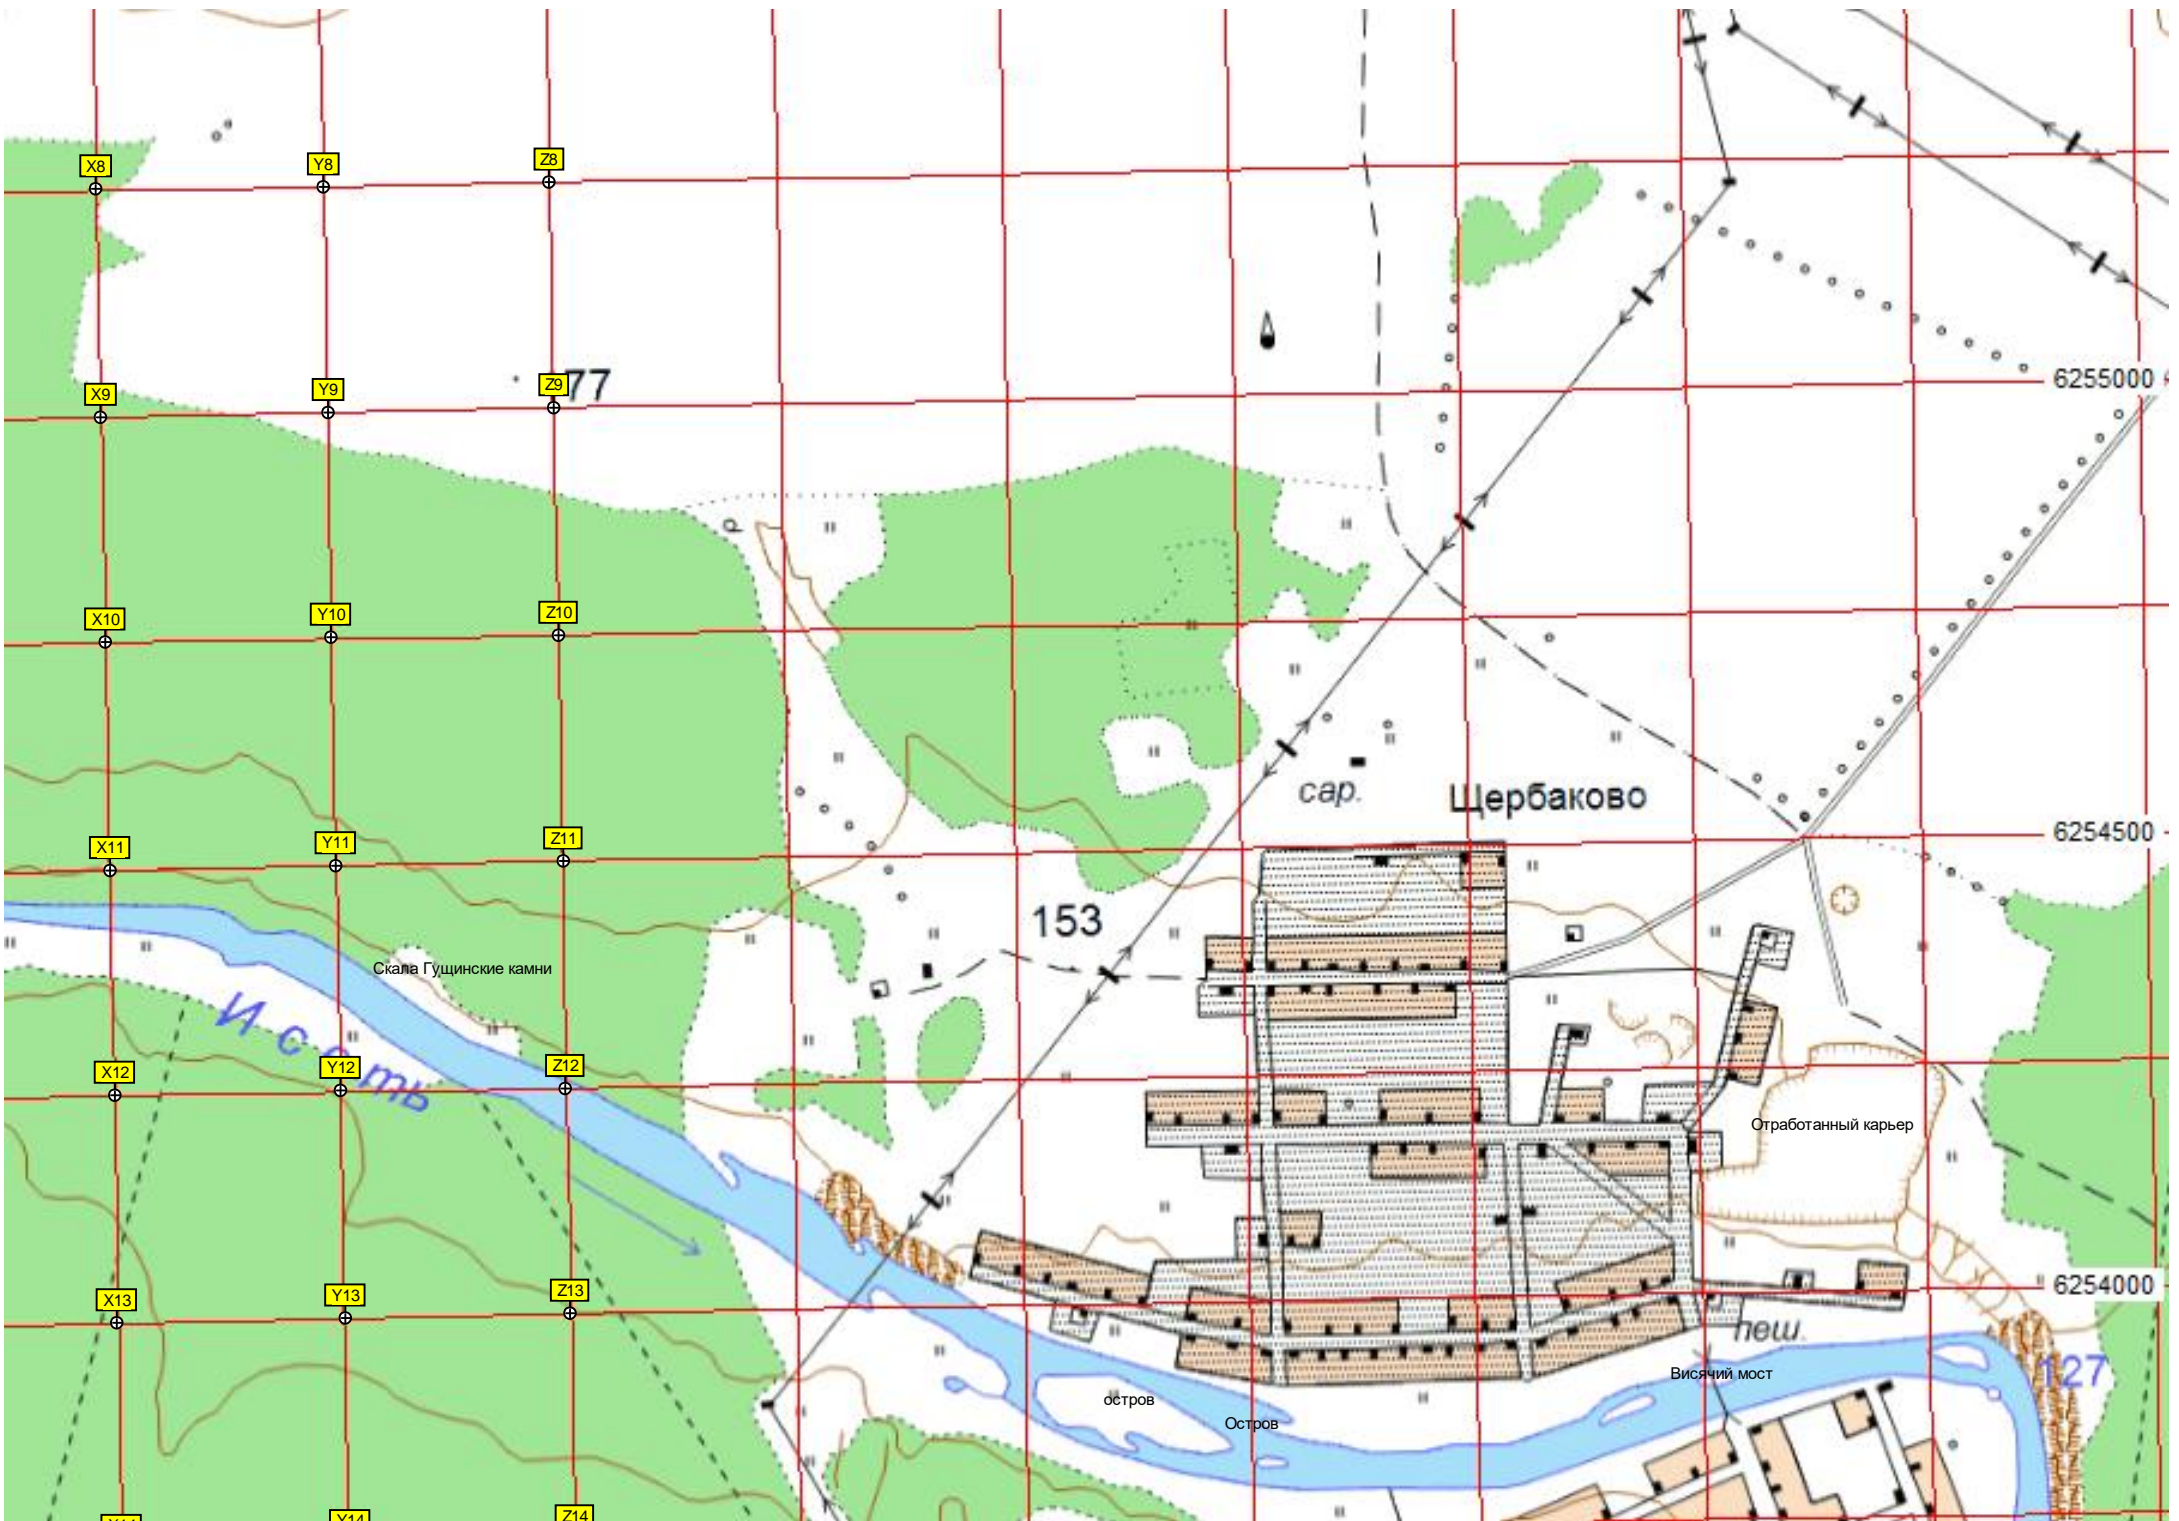 X8
Y8
Z8
X9
Y9
Z9
77
6255000
X10
Y10
Z10
сар.
Щербаково
X11
Y11
Z11
6254500
153
Скала Гущинские камни
Исеть
X12
Y12
Z12
Отработанный карьер
X13
Y13
Z13
6254000
пеш.
Висячий мост
127
остров
Остров
X14
Y14
Z14